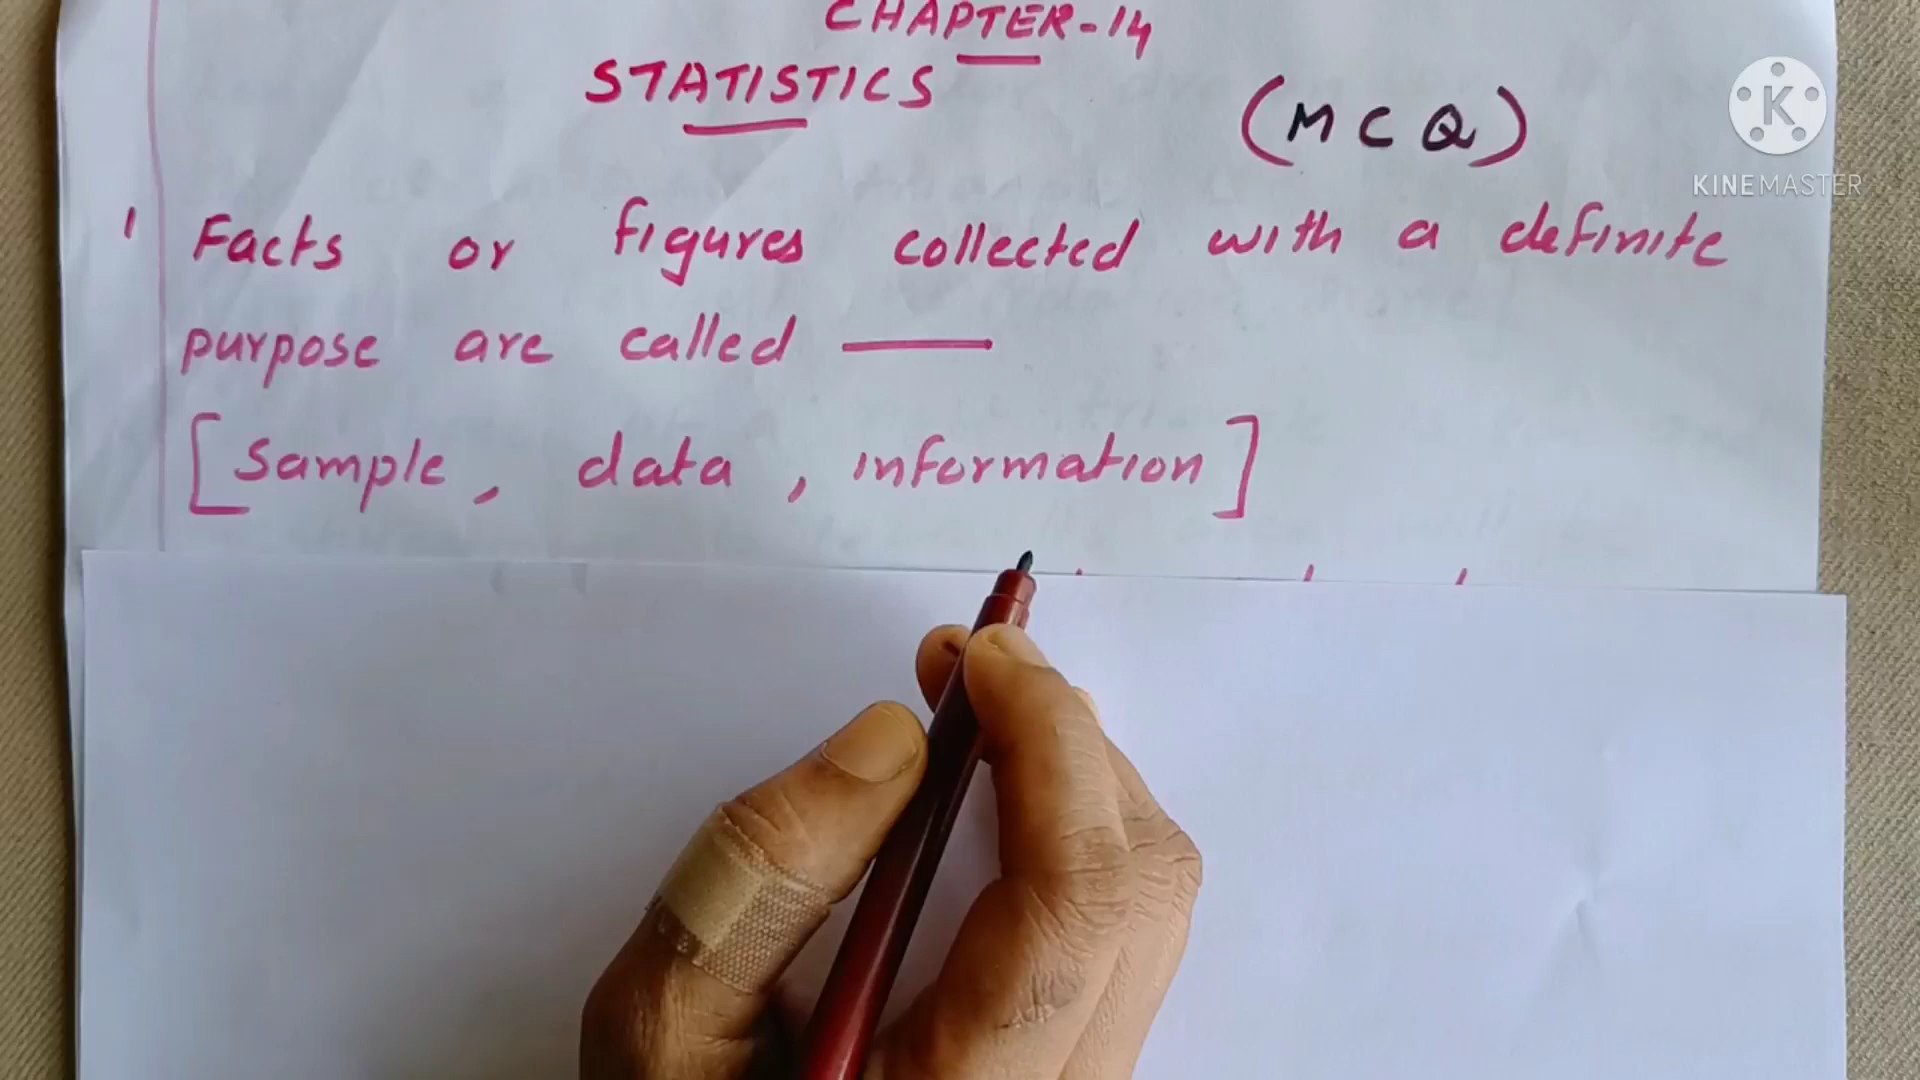 CHAPTER-14
STATISTICS
(MCQ)
K
KINEMASTER
1 Facts or figures collected with a definite
purpose are called ———
[sample, data, information]